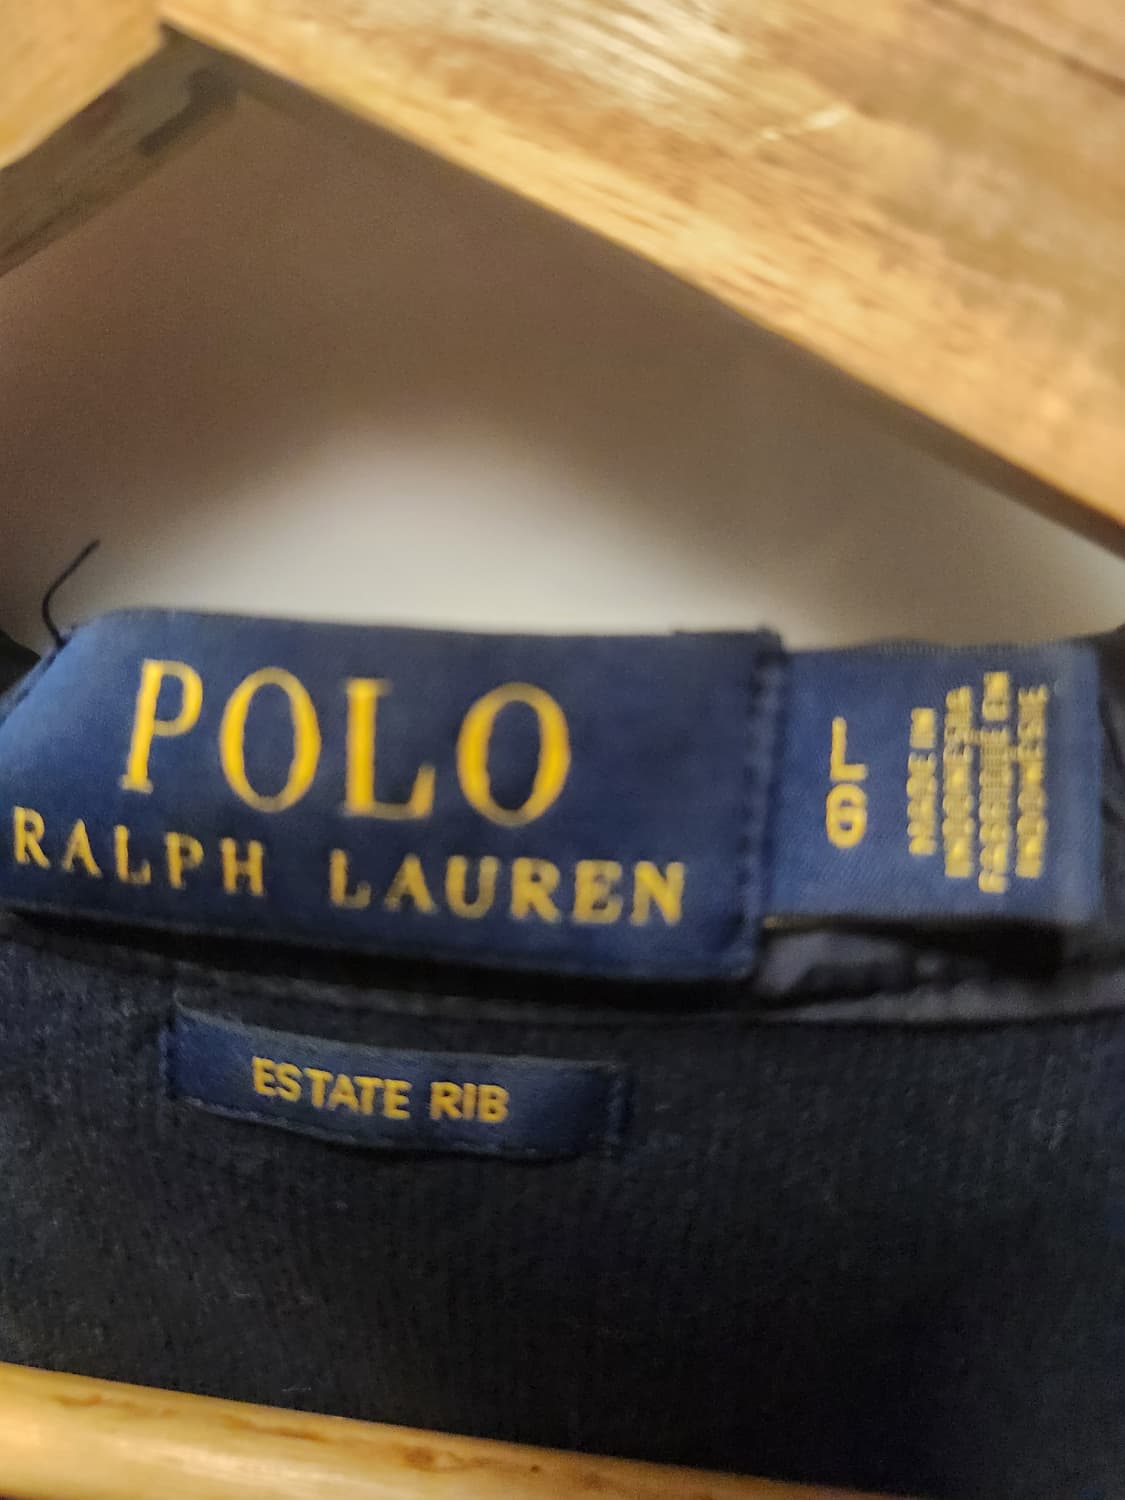 POLO
RALPH LAUREN
L
G
MADE IN
INDONESIA
FABRIQUÉ EN
INDONÉSIE
ESTATE RIB